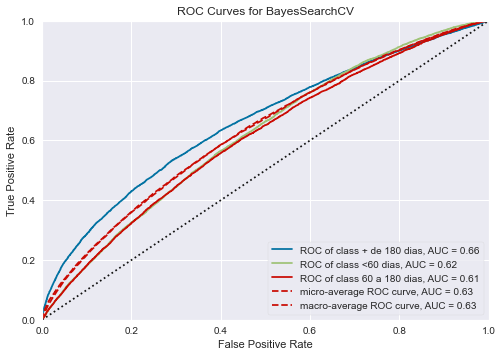 ROC Curves for BayesSearchCV
True Positive Rate
1.0
0.8
0.6
0.4
0.2
0.0
ROC of class + de 180 dias, AUC = 0.66
ROC of class <60 dias, AUC = 0.62
ROC of class 60 a 180 dias, AUC = 0.61
micro-average ROC curve, AUC = 0.63
macro-average ROC curve, AUC = 0.63
0.0 0.2 0.4 0.6 0.8 1.0
False Positive Rate